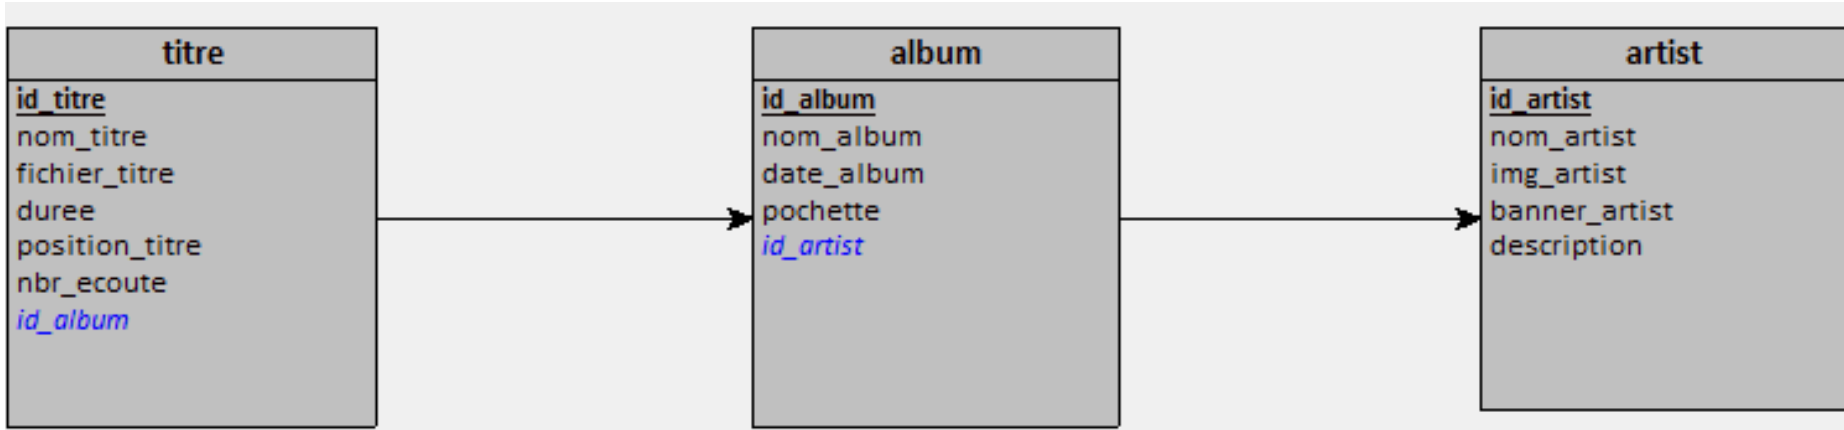 titre
id_titre
nom_titre
fichier_titre
duree
position_titre
nbr_ecoute
id_album
album
id_album
nom_album
date_album
pochette
id_artist
artist
id_artist
nom_artist
img_artist
banner_artist
description